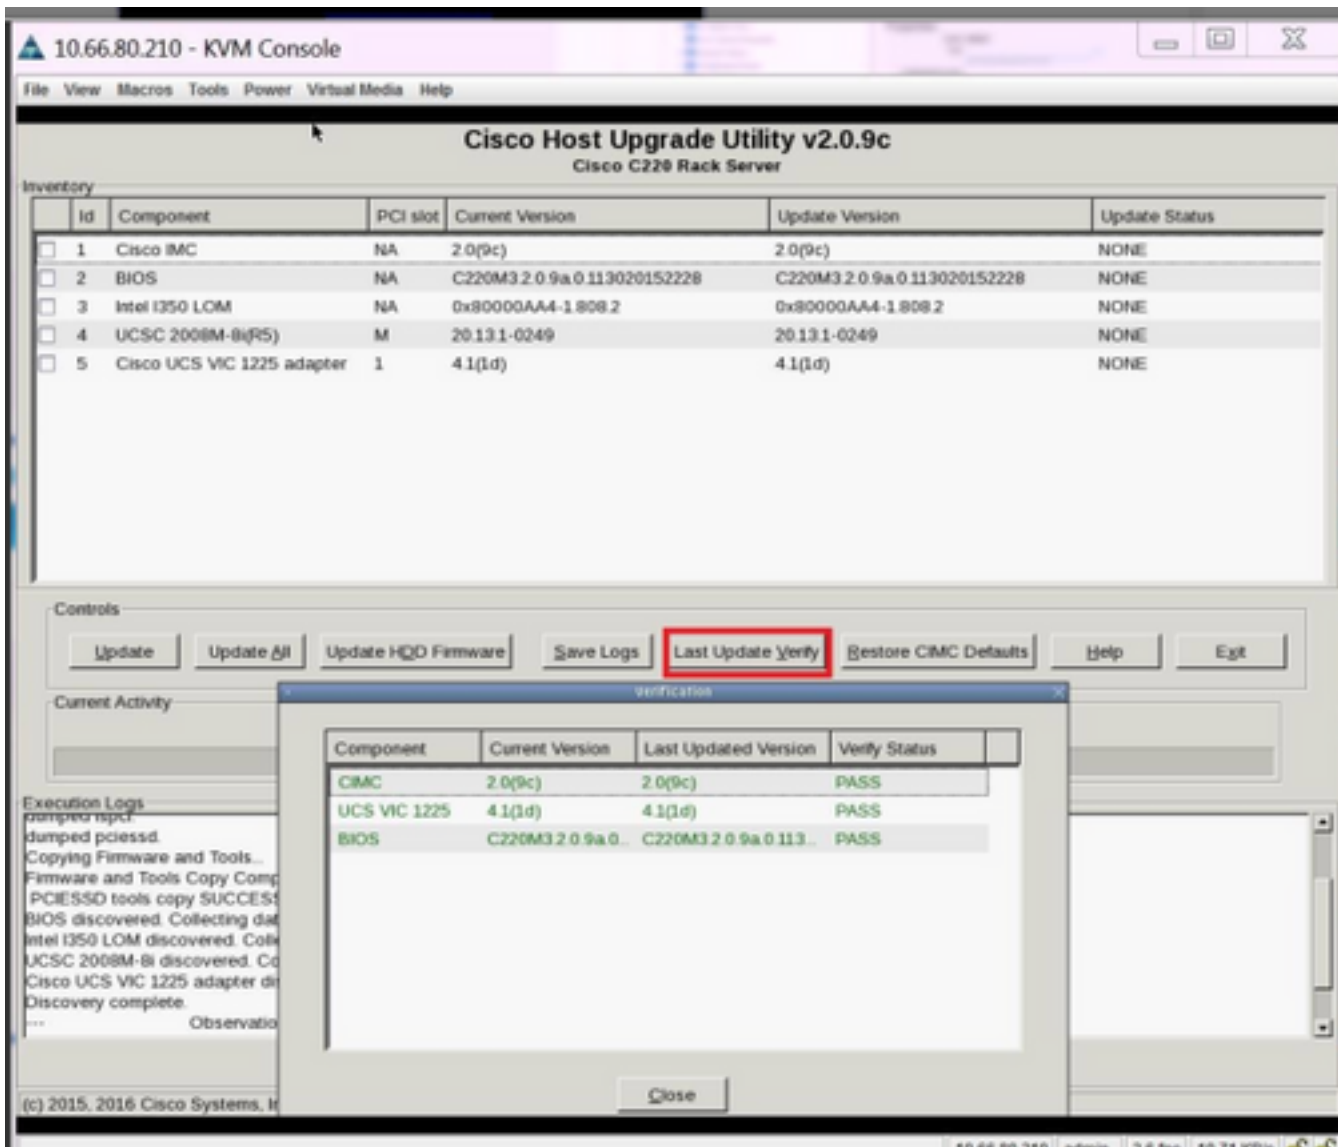 10.66.80.210 - KVM Console
File View Macros Tools Power Virtual Media Help
Cisco Host Upgrade Utility v2.0.9c
Cisco C220 Rack Server
Inventory
Id Component PCI slot Current Version Update Version Update Status
1 Cisco IMC NA 2.0(9c) 2.0(9c) NONE
2 BIOS NA C220M3.2.0.9a.0.113020152228 C220M3.2.0.9a.0.113020152228 NONE
3 Intel I350 LOM NA 0x80000AA4-1.808.2 0x80000AA4-1.808.2 NONE
4 UCSC 2008M-8i(R5) M 20.13.1-0249 20.13.1-0249 NONE
5 Cisco UCS VIC 1225 adapter 1 4.1(1d) 4.1(1d) NONE
Controls
Update Update All Update HDD Firmware Save Logs Last Update Verify Restore CIMC Defaults Help Exit
Verification
Current Activity
Component Current Version Last Updated Version Verify Status
CIMC 2.0(9c) 2.0(9c) PASS
UCS VIC 1225 4.1(1d) 4.1(1d) PASS
BIOS C220M3.2.0.9a.0... C220M3.2.0.9a.0.113... PASS
Close
Execution Logs
dumped
dumped pciessd.
Copying Firmware and Tools...
Firmware and Tools Copy Comp
PCIESSD tools copy SUCCESS
BIOS discovered. Collecting dat
Intel I350 LOM discovered. Colle
UCSC 2008M-8i discovered. Co
Cisco UCS VIC 1225 adapter di
Discovery complete.
--- Observatio
(c) 2015, 2016 Cisco Systems, I
10.66.80.210 admin